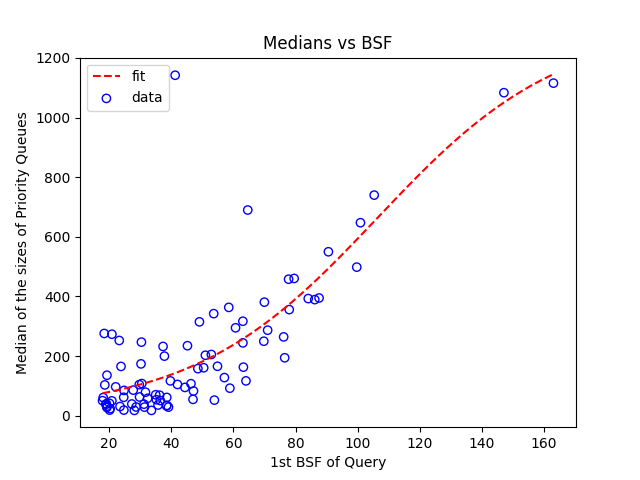 Medians vs BSF
fit
data
Median of the sizes of Priority Queues
1200
1000
800
600
400
200
0
20 40 60 80 100 120 140 160
1st BSF of Query